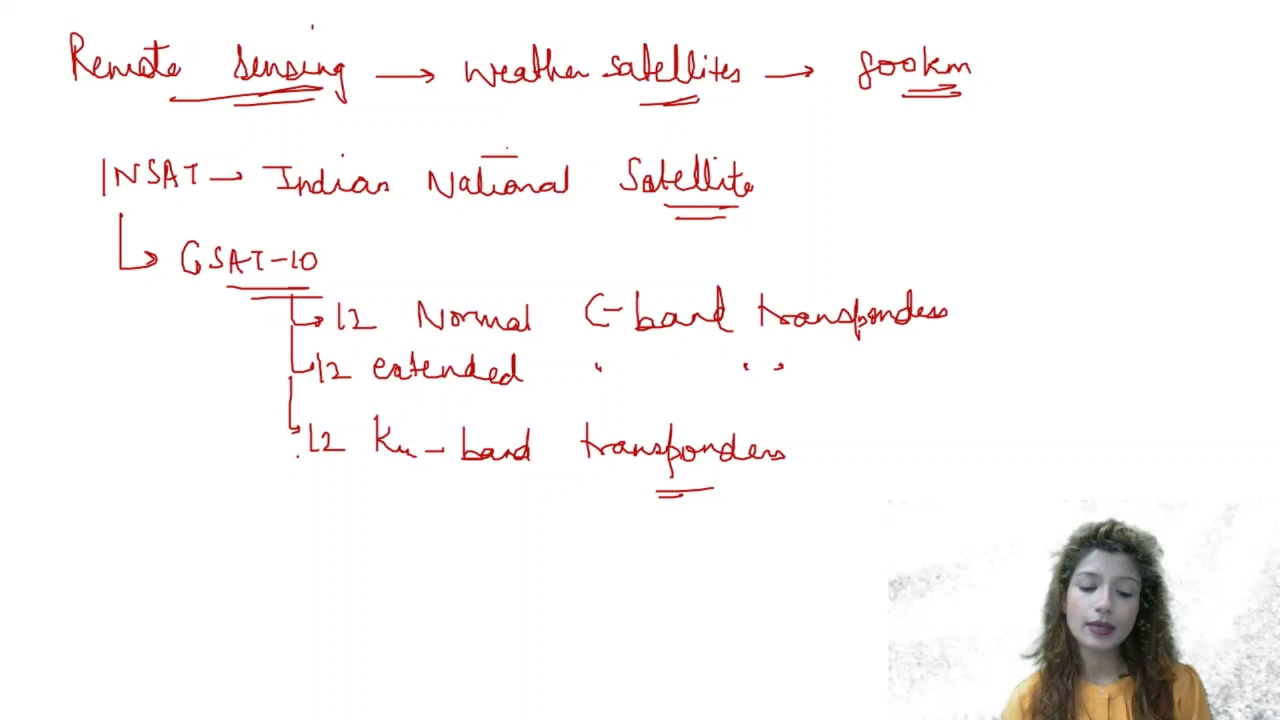 Remote Sensing → Weather satellites → 800km
INSAT → Indian National Satellite
GSAT-10
12 Normal C-band transponders
12 extended " "
12 Ku-band transponders